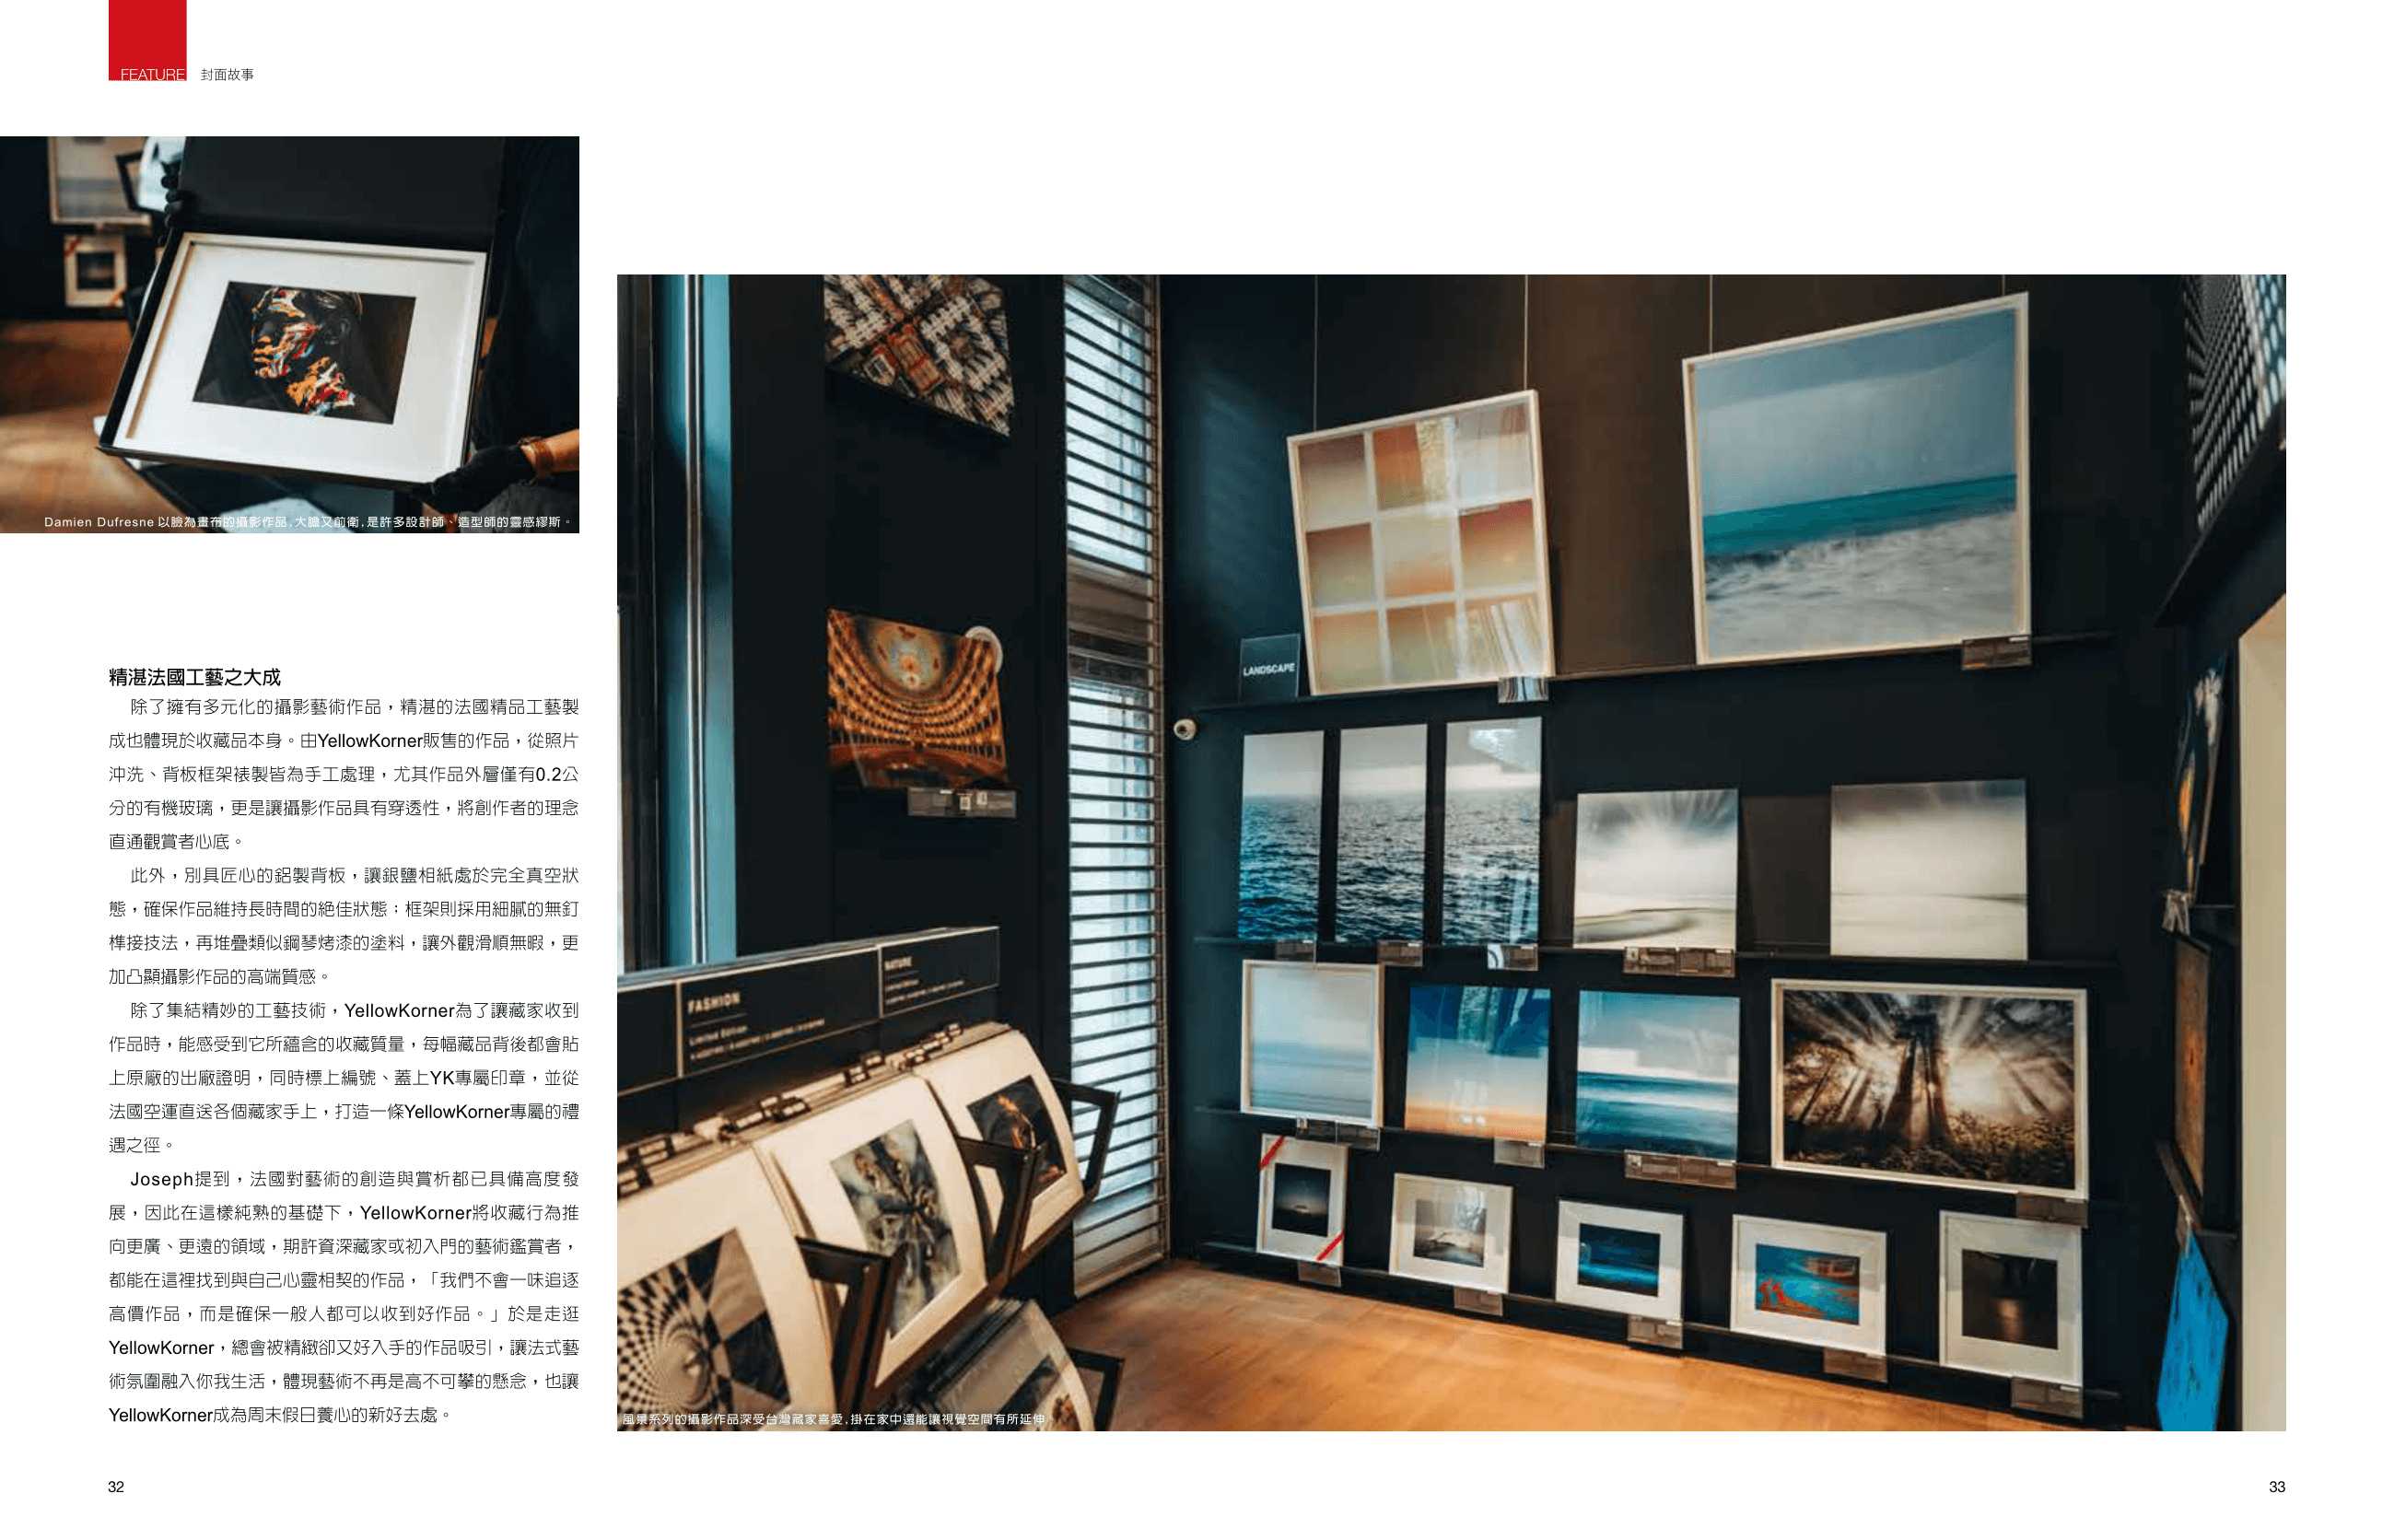 FEATURE 封面故事
Damien Dufresne 以臉為畫布的攝影作品，大膽又前衛，是許多設計師、造型師的靈感繆斯。
精湛法國工藝之大成
除了擁有多元化的攝影藝術作品，精湛的法國精品工藝製
成也體現於收藏品本身。由YellowKorner販售的作品，從照片
沖洗、背板框架裱製皆為手工處理，尤其作品外層僅有0.2公
分的有機玻璃，更是讓攝影作品具有穿透性，將創作者的理念
直通觀賞者心底。
此外，別具匠心的鋁製背板，讓銀鹽相紙處於完全真空狀
態，確保作品維持長時間的絕佳狀態；框架則採用細膩的無釘
榫接技法，再堆疊類似鋼琴烤漆的塗料，讓外觀滑順無暇，更
加凸顯攝影作品的高端質感。
除了集結精妙的工藝技術，YellowKorner為了讓藏家收到
作品時，能感受到它所蘊含的收藏質量，每幅藏品背後都會貼
上原廠的出廠證明，同時標上編號、蓋上YK專屬印章，並從
法國空運直送各個藏家手上，打造一條YellowKorner專屬的禮
遇之徑。
Joseph提到，法國對藝術的創造與賞析都已具備高度發
展，因此在這樣純熟的基礎下，YellowKorner將收藏行為推
向更廣、更遠的領域，期許資深藏家或初入門的藝術鑑賞者，
都能在這裡找到與自己心靈相契的作品，「我們不會一味追逐
高價作品，而是確保一般人都可以收到好作品。」於是走逛
YellowKorner，總會被精緻卻又好入手的作品吸引，讓法式藝
術氛圍融入你我生活，體現藝術不再是高不可攀的懸念，也讓
YellowKorner成為周末假日養心的新好去處。
LANDSCAPE
FASHION
Limited Edition
NATURE
風景系列的攝影作品深受台灣藏家喜愛，掛在家中還能讓視覺空間有所延伸。
32
33